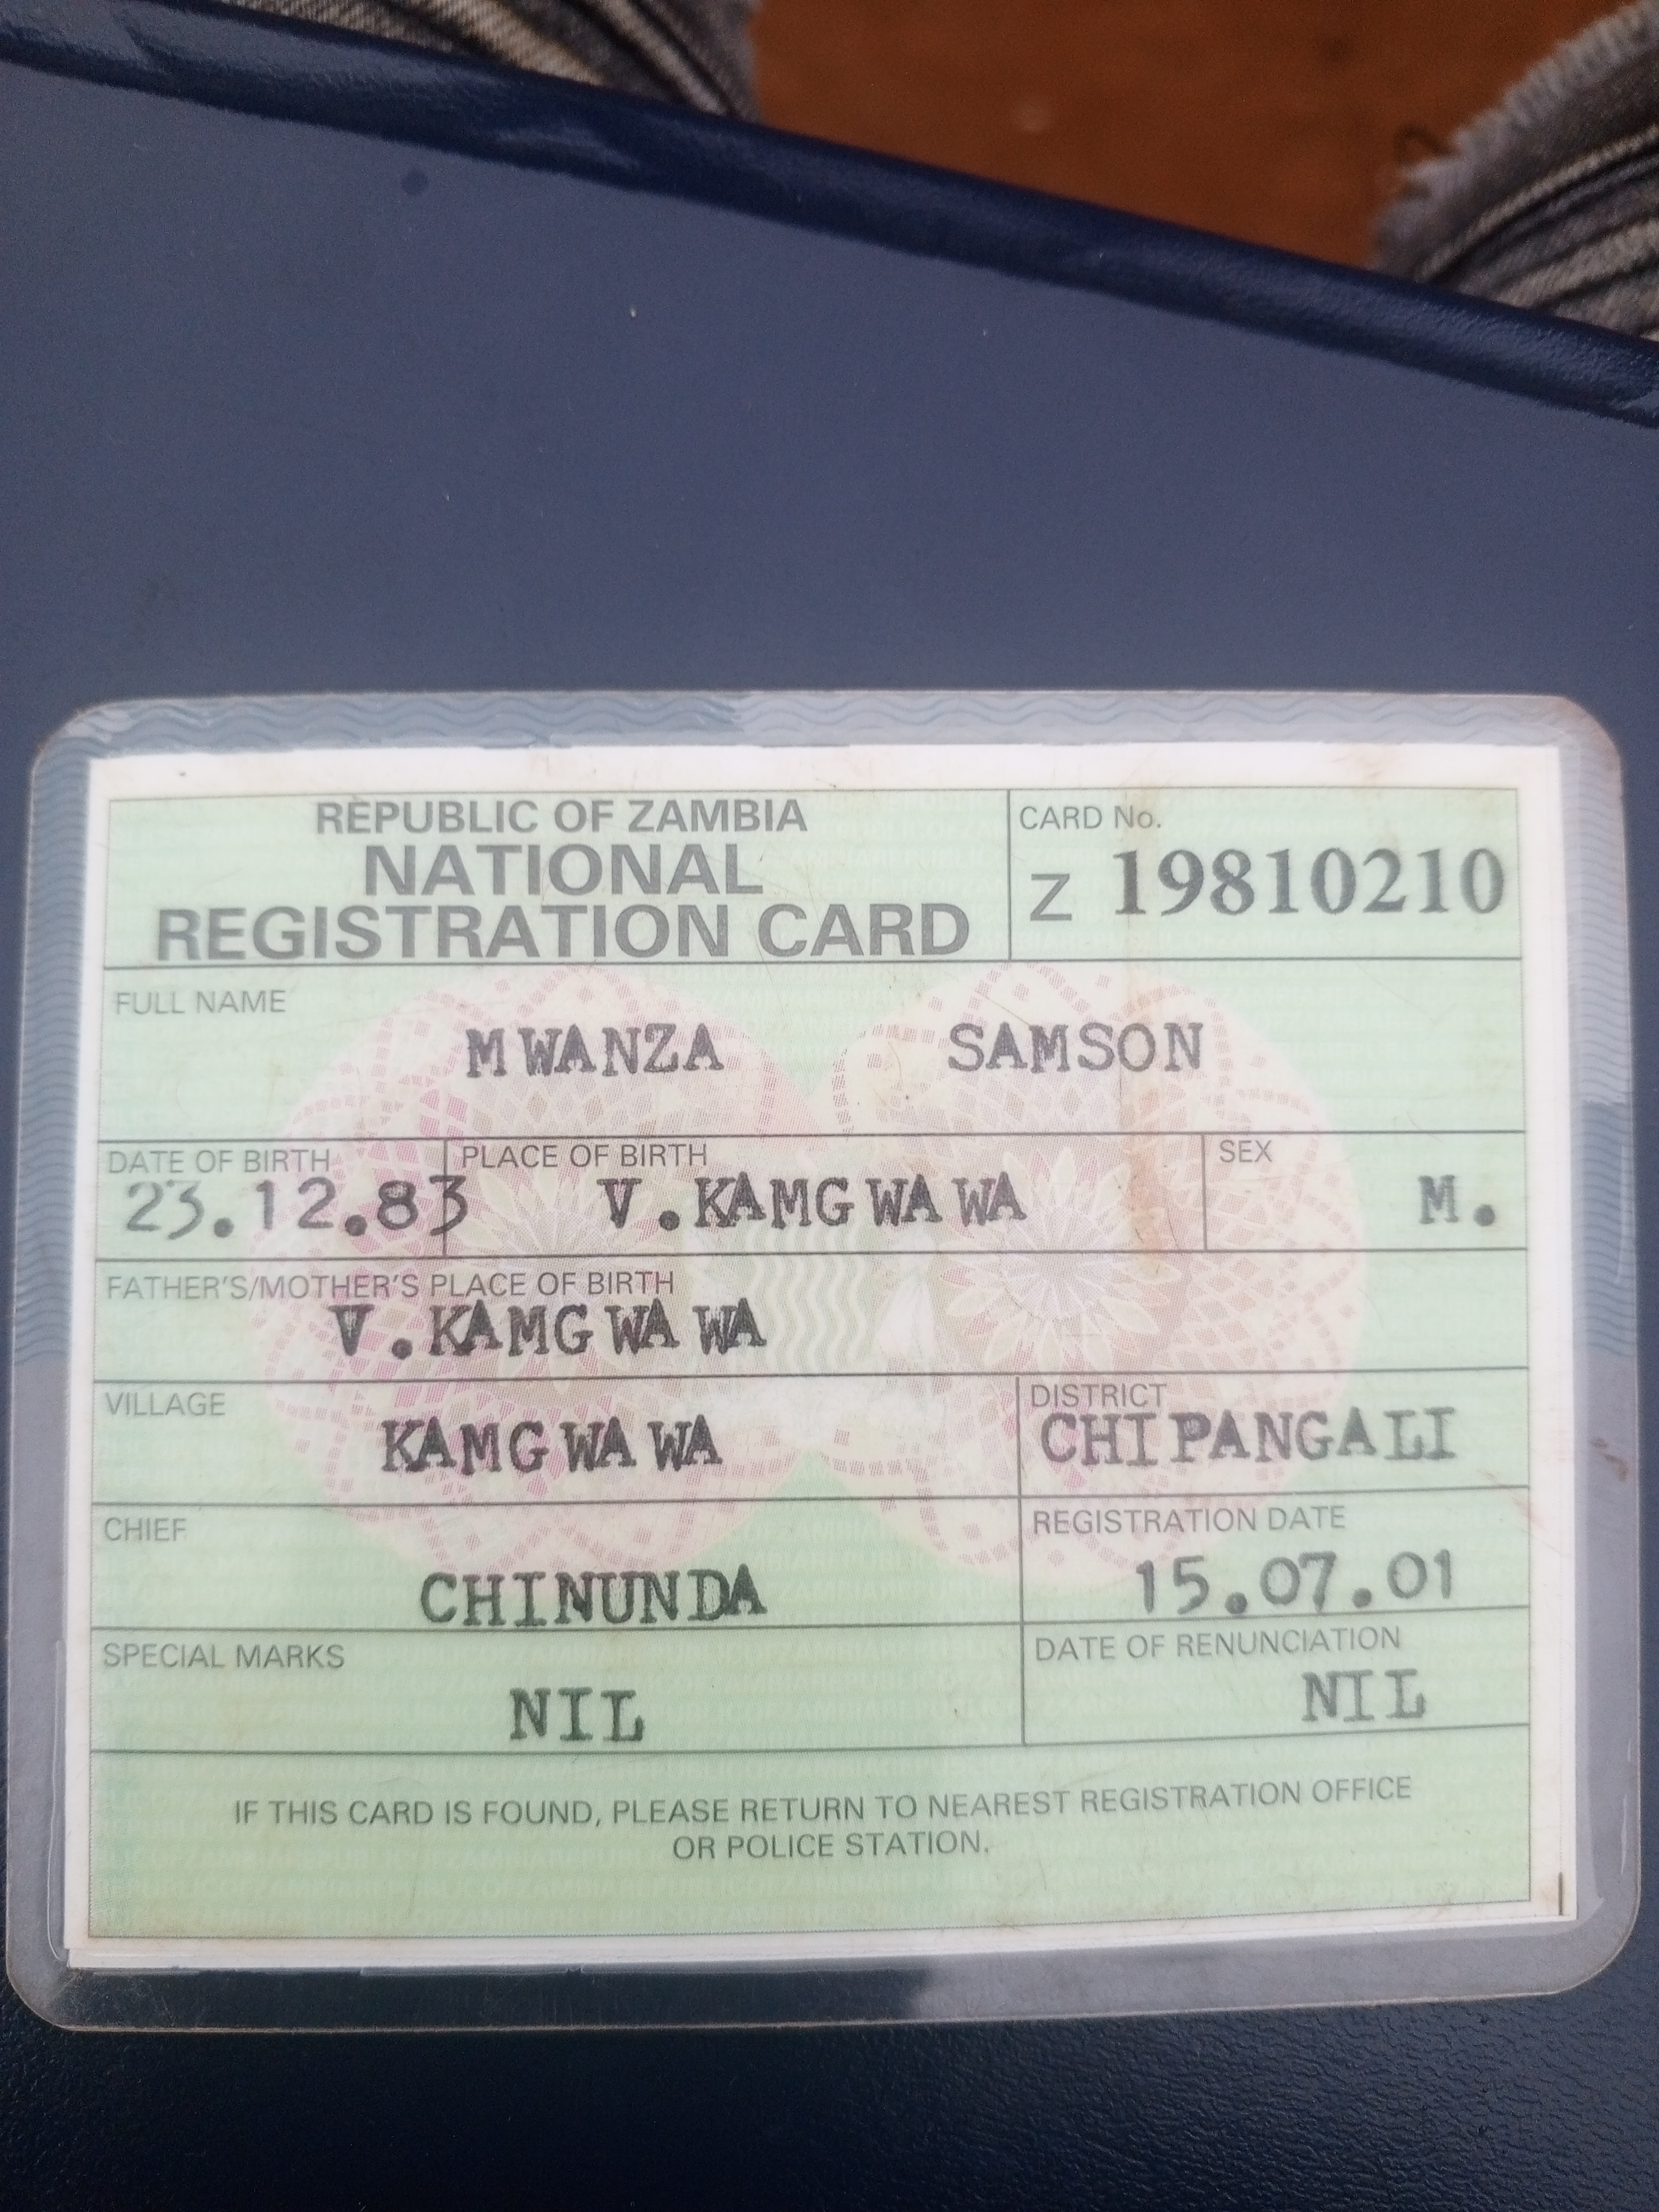 REPUBLIC OF ZAMBIA
NATIONAL
REGISTRATION CARD
CARD No.
Z 19810210
FULL NAME
MWANZA SAMSON
DATE OF BIRTH
23.12.83
PLACE OF BIRTH
V.KAMGWAWA
SEX
M.
FATHER'S/MOTHER'S PLACE OF BIRTH
V.KAMGWAWA
VILLAGE
KAMGWAWA
DISTRICT
CHIPANGALI
CHIEF
CHINUNDA
REGISTRATION DATE
15.07.01
SPECIAL MARKS
NIL
DATE OF RENUNCIATION
NIL
IF THIS CARD IS FOUND, PLEASE RETURN TO NEAREST REGISTRATION OFFICE
OR POLICE STATION.